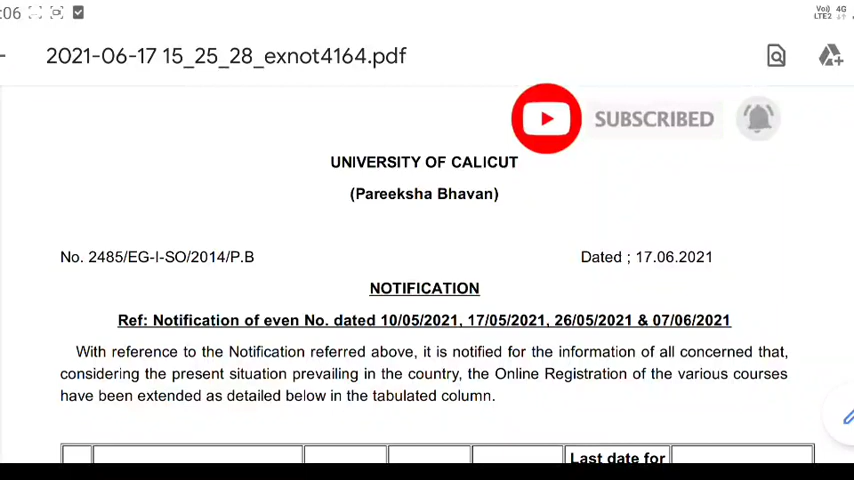 :06
Voi) 4G
LTE2
2021-06-17 15_25_28_exnot4164.pdf
SUBSCRIBED
UNIVERSITY OF CALICUT
(Pareeksha Bhavan)
No. 2485/EG-I-SO/2014/P.B Dated ; 17.06.2021
NOTIFICATION
Ref: Notification of even No. dated 10/05/2021, 17/05/2021, 26/05/2021 & 07/06/2021
With reference to the Notification referred above, it is notified for the information of all concerned that,
considering the present situation prevailing in the country, the Online Registration of the various courses
have been extended as detailed below in the tabulated column.
Last date for